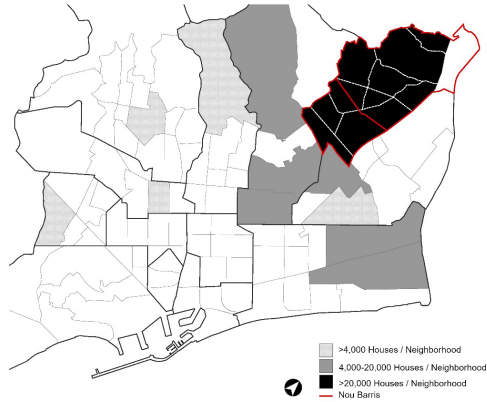 >4,000 Houses / Neighborhood
4,000-20,000 Houses / Neighborhood
>20,000 Houses / Neighborhood
Nou Barris